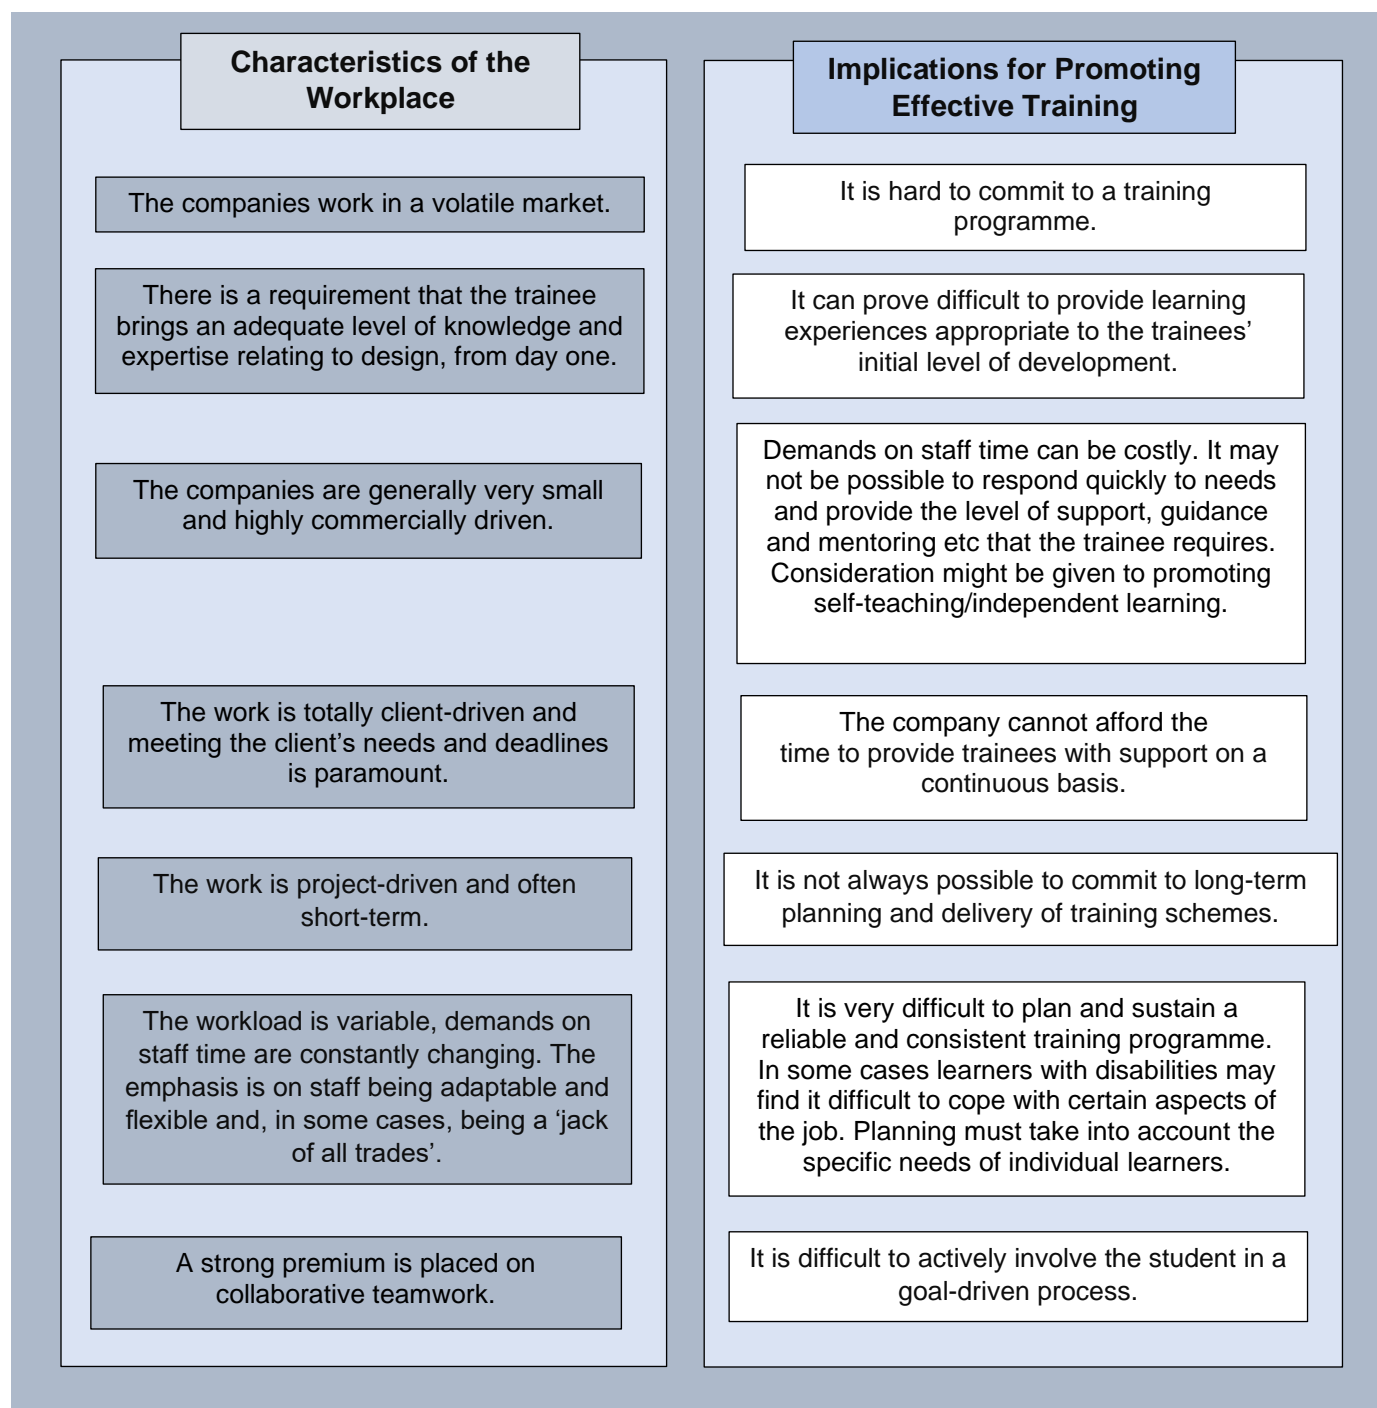 Characteristics of the
Workplace
The companies work in a volatile market.
There is a requirement that the trainee
brings an adequate level of knowledge and
expertise relating to design, from day one.
The companies are generally very small
and highly commercially driven.
The work is totally client-driven and
meeting the client’s needs and deadlines
is paramount.
The work is project-driven and often
short-term.
The workload is variable, demands on
staff time are constantly changing. The
emphasis is on staff being adaptable and
flexible and, in some cases, being a ‘jack
of all trades’.
A strong premium is placed on
collaborative teamwork.
Implications for Promoting
Effective Training
It is hard to commit to a training
programme.
It can prove difficult to provide learning
experiences appropriate to the trainees’
initial level of development.
Demands on staff time can be costly. It may
not be possible to respond quickly to needs
and provide the level of support, guidance
and mentoring etc that the trainee requires.
Consideration might be given to promoting
self-teaching/independent learning.
The company cannot afford the
time to provide trainees with support on a
continuous basis.
It is not always possible to commit to long-term
planning and delivery of training schemes.
It is very difficult to plan and sustain a
reliable and consistent training programme.
In some cases learners with disabilities may
find it difficult to cope with certain aspects of
the job. Planning must take into account the
specific needs of individual learners.
It is difficult to actively involve the student in a
goal-driven process.